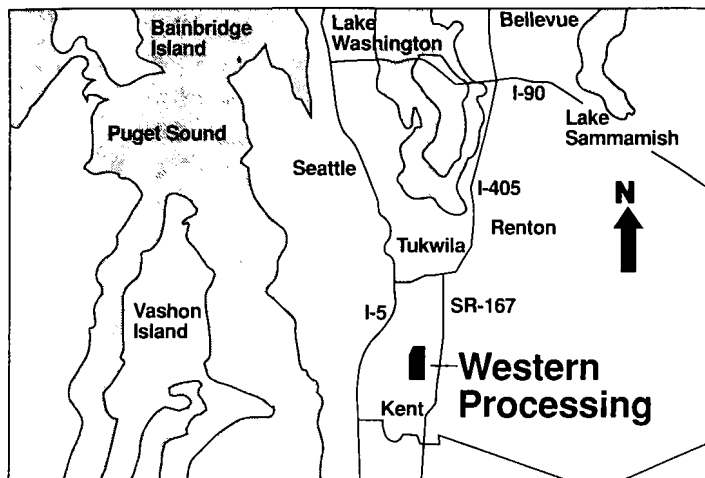 Bainbridge
Island
Lake
Washington
Bellevue
I-90
Lake
Sammamish
Puget Sound
Seattle
I-405
N
Renton
Tukwila
Vashon
Island
I-5
SR-167
Western
Processing
Kent